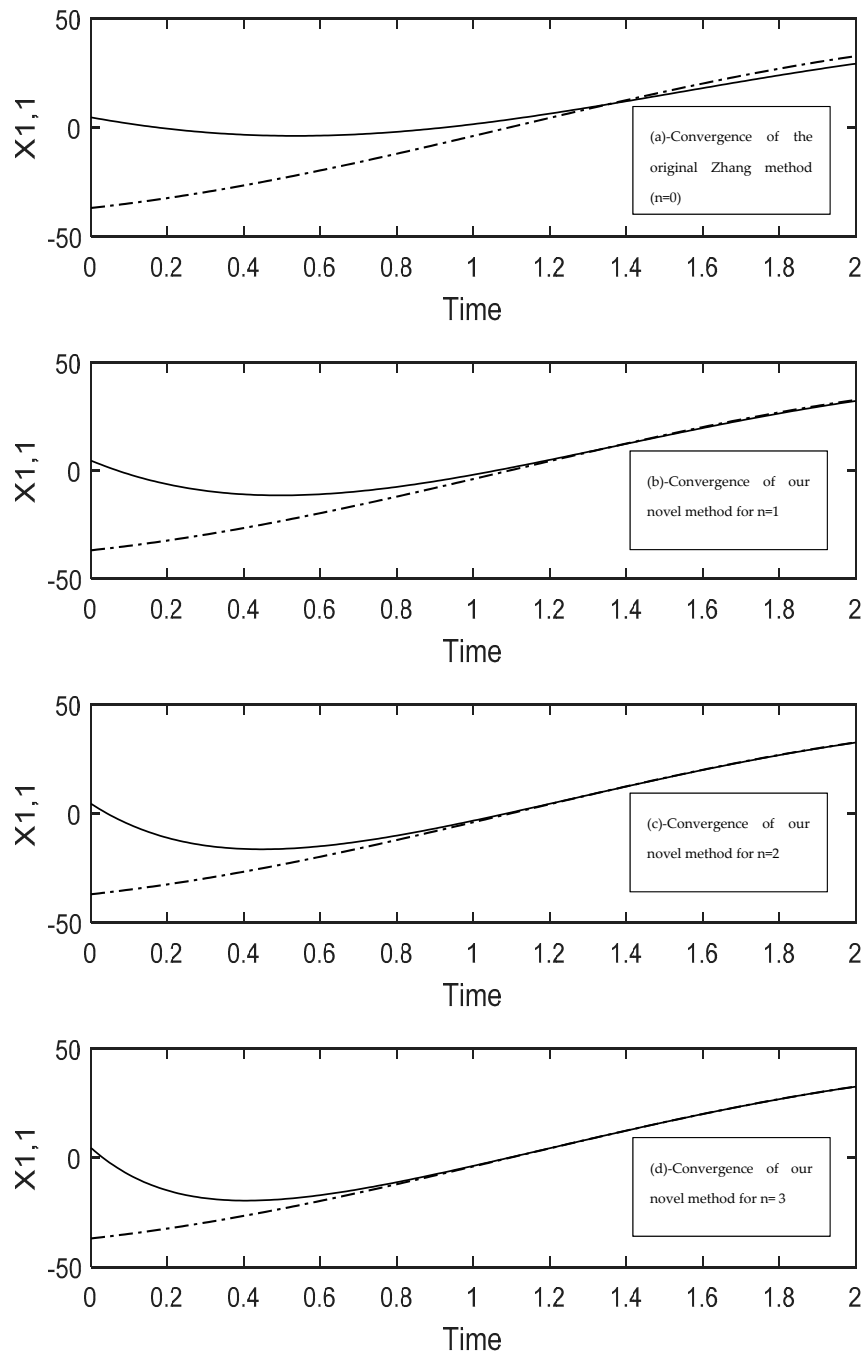 50
X1,1
0
(a)-Convergence of the
original Zhang method
(n=0)
-50
0 0.2 0.4 0.6 0.8 1 1.2 1.4 1.6 1.8 2
Time
50
X1,1
0
(b)-Convergence of our
novel method for n=1
-50
0 0.2 0.4 0.6 0.8 1 1.2 1.4 1.6 1.8 2
Time
50
X1,1
0
(c)-Convergence of our
novel method for n=2
-50
0 0.2 0.4 0.6 0.8 1 1.2 1.4 1.6 1.8 2
Time
50
X1,1
0
(d)-Convergence of our
novel method for n= 3
-50
0 0.2 0.4 0.6 0.8 1 1.2 1.4 1.6 1.8 2
Time